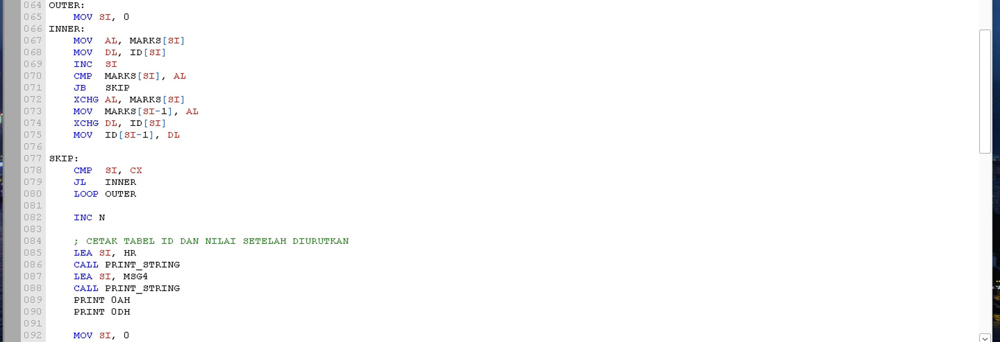 064 OUTER:
065     MOV SI, 0
066 INNER:
067     MOV  AL, MARKS[SI]
068     MOV  DL, ID[SI]
069     INC  SI
070     CMP  MARKS[SI], AL
071     JB   SKIP
072     XCHG AL, MARKS[SI]
073     MOV  MARKS[SI-1], AL
074     XCHG DL, ID[SI]
075     MOV  ID[SI-1], DL
076
077 SKIP:
078     CMP  SI, CX
079     JL   INNER
080     LOOP OUTER
081
082     INC N
083
084     ; CETAK TABEL ID DAN NILAI SETELAH DIURUTKAN
085     LEA SI, HR
086     CALL PRINT_STRING
087     LEA SI, MSG4
088     CALL PRINT_STRING
089     PRINT 0AH
090     PRINT 0DH
091
092     MOV SI, 0